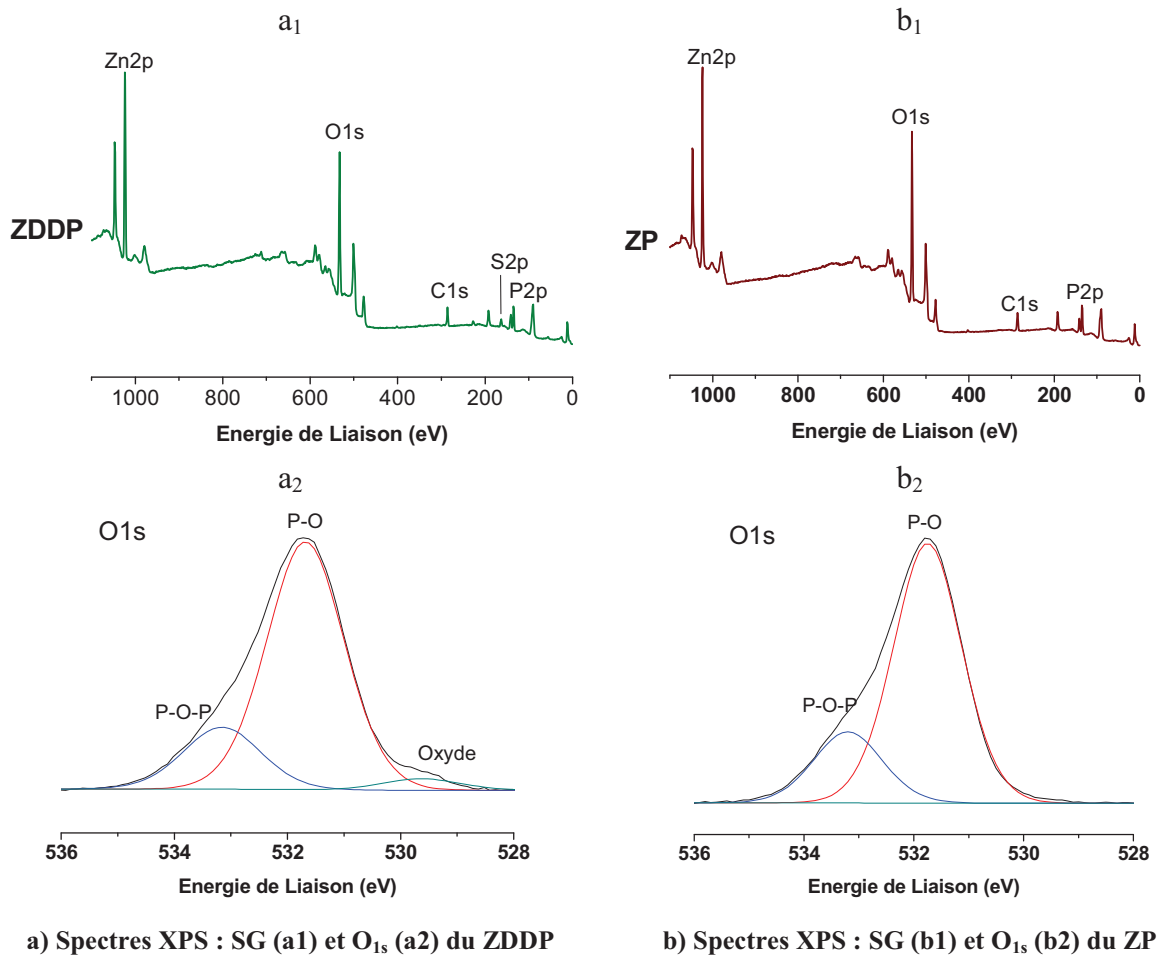 a₁
Zn2p
O1s
ZDDP
S2p
C1s
P2p
1000 800 600 400 200 0
Energie de Liaison (eV)
b₁
Zn2p
O1s
ZP
C1s
P2p
1000 800 600 400 200 0
Energie de Liaison (eV)
a₂
O1s
P-O
P-O-P
Oxyde
536 534 532 530 528
Energie de Liaison (eV)
b₂
O1s
P-O
P-O-P
536 534 532 530 528
Energie de Liaison (eV)
a) Spectres XPS : SG (a1) et O₁ₛ (a2) du ZDDP
b) Spectres XPS : SG (b1) et O₁ₛ (b2) du ZP